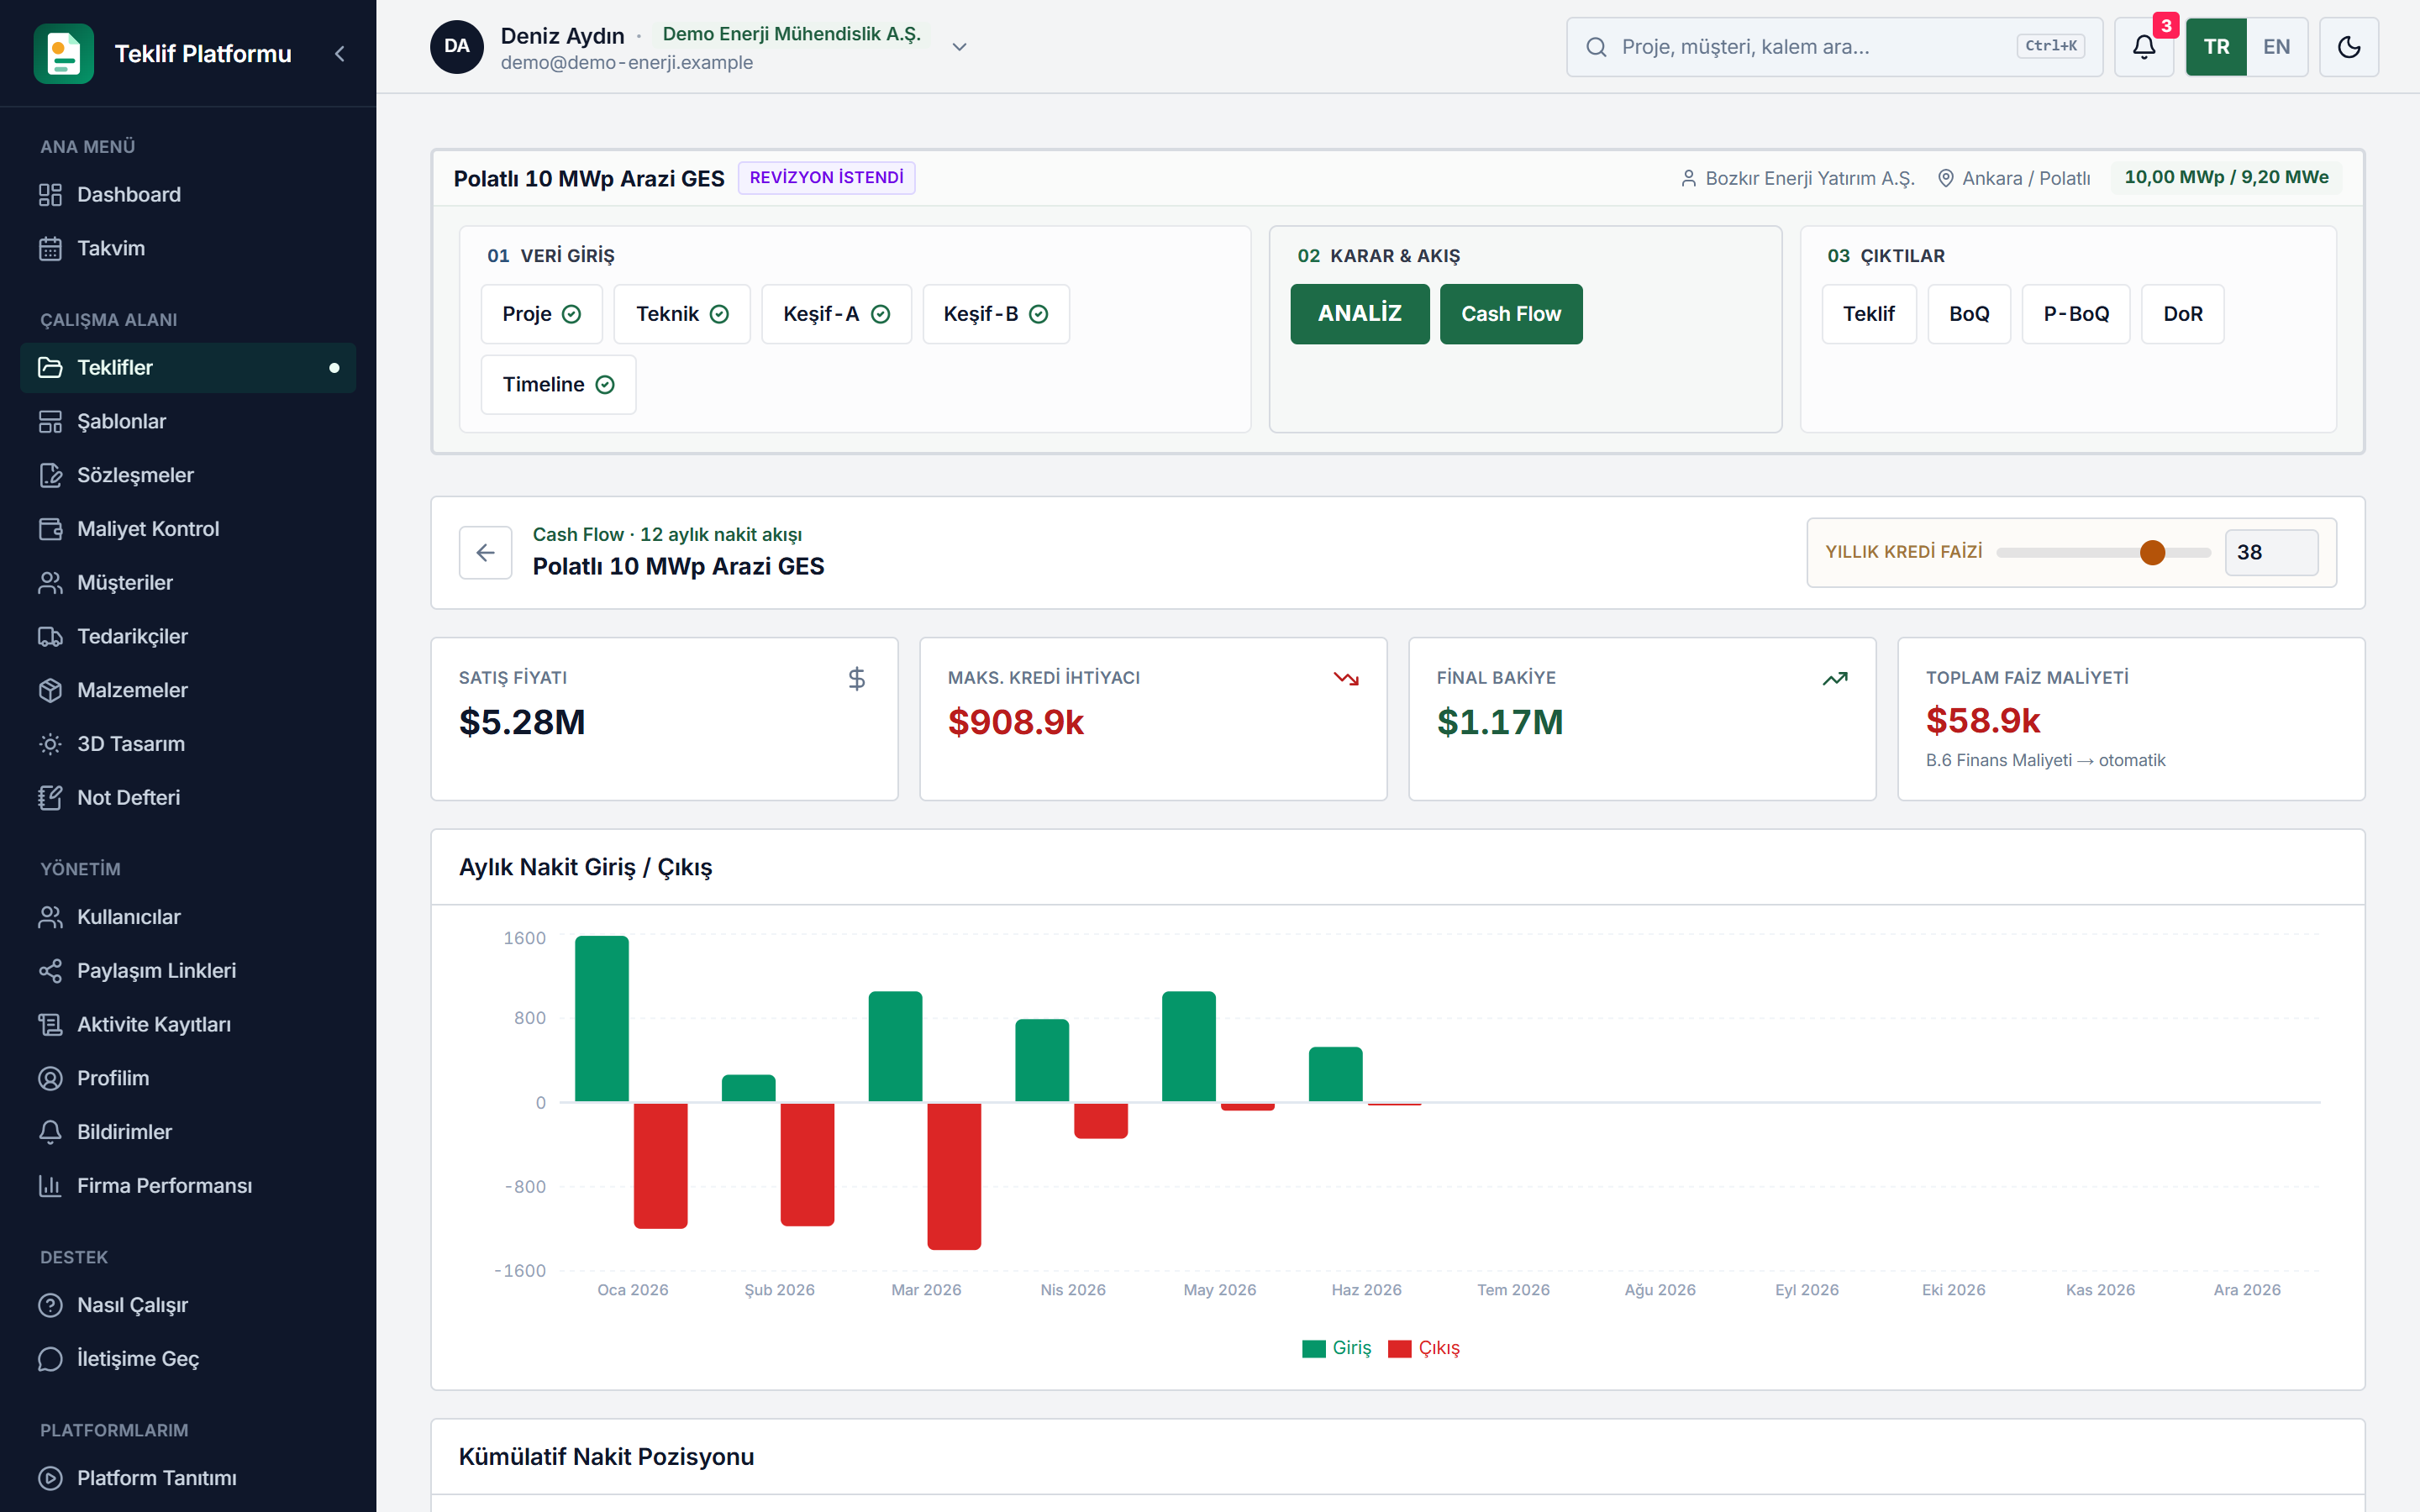 Teklif Platformu
ANA MENÜ
Dashboard
Takvim
ÇALIŞMA ALANI
Teklifler
Şablonlar
Sözleşmeler
Maliyet Kontrol
Müşteriler
Tedarikçiler
Malzemeler
3D Tasarım
Not Defteri
YÖNETİM
Kullanıcılar
Paylaşım Linkleri
Aktivite Kayıtları
Profilim
Bildirimler
Firma Performansı
DESTEK
Nasıl Çalışır
İletişime Geç
PLATFORMLARIM
Platform Tanıtımı
DA
Deniz Aydın · Demo Enerji Mühendislik A.Ş.
demo@demo-enerji.example
Proje, müşteri, kalem ara... Ctrl+K
3
TR EN
Polatlı 10 MWp Arazi GES REVİZYON İSTENDİ
Bozkır Enerji Yatırım A.Ş. Ankara / Polatlı 10,00 MWp / 9,20 MWe
01 VERİ GİRİŞ
Proje Teknik Keşif-A Keşif-B
Timeline
02 KARAR & AKIŞ
ANALİZ Cash Flow
03 ÇIKTILAR
Teklif BoQ P-BoQ DoR
Cash Flow · 12 aylık nakit akışı
Polatlı 10 MWp Arazi GES
YILLIK KREDİ FAİZİ 38
SATIŞ FİYATI
$5.28M
MAKS. KREDİ İHTİYACI
$908.9k
FİNAL BAKİYE
$1.17M
TOPLAM FAİZ MALİYETİ
$58.9k
B.6 Finans Maliyeti → otomatik
Aylık Nakit Giriş / Çıkış
1600
800
0
-800
-1600
Oca 2026 Şub 2026 Mar 2026 Nis 2026 May 2026 Haz 2026 Tem 2026 Ağu 2026 Eyl 2026 Eki 2026 Kas 2026 Ara 2026
Giriş Çıkış
Kümülatif Nakit Pozisyonu